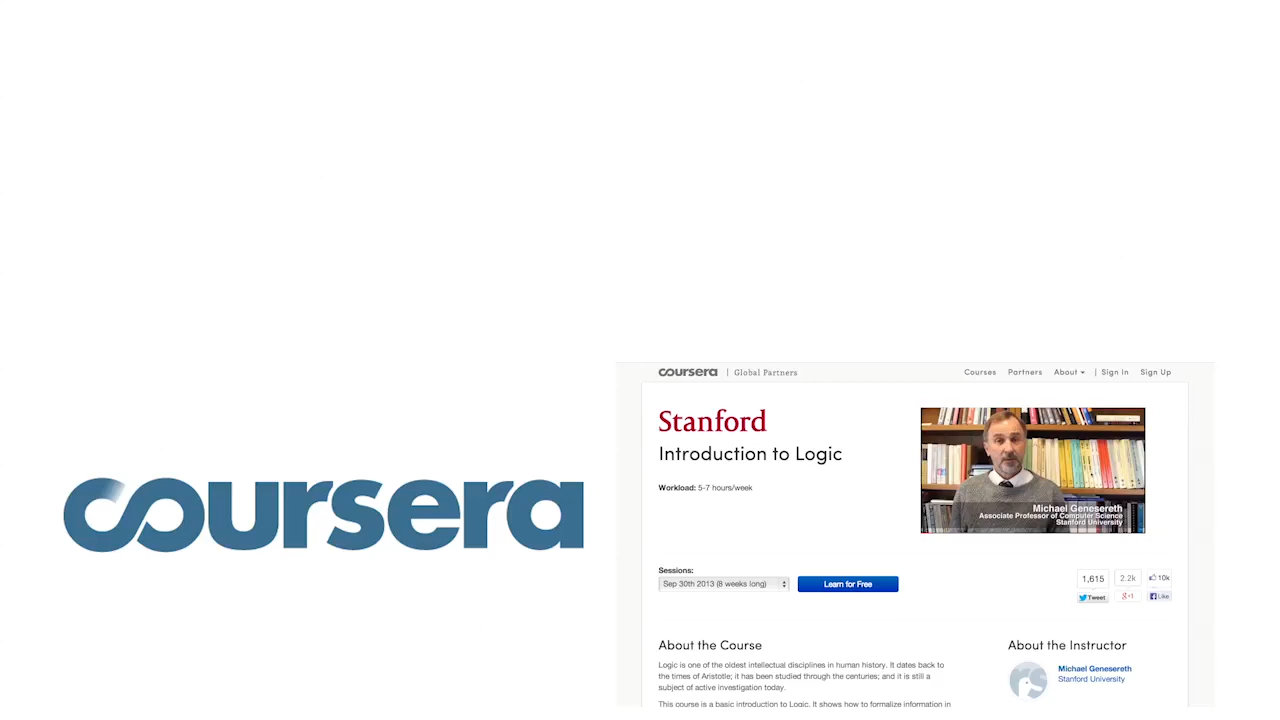 coursera
coursera | Global Partners
Courses Partners About | Sign In Sign Up
Stanford
Introduction to Logic
Workload: 5-7 hours/week
Michael Genesereth
Associate Professor of Computer Science
Stanford University
Sessions:
Sep 30th 2013 (8 weeks long)
Learn for Free
1,615 2.2k 10k
Tweet g+1 Like
About the Course
Logic is one of the oldest intellectual disciplines in human history. It dates back to
the times of Aristotle; it has been studied through the centuries; and it is still a
subject of active investigation today.
This course is a basic introduction to Logic. It shows how to formalize information in
About the Instructor
Michael Genesereth
Stanford University